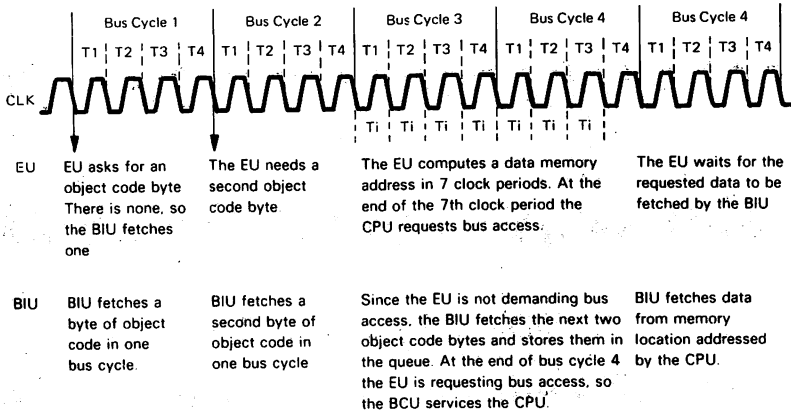 Bus Cycle 1 Bus Cycle 2 Bus Cycle 3 Bus Cycle 4 Bus Cycle 4
T1 T2 T3 T4 T1 T2 T3 T4 T1 T2 T3 T4 T1 T2 T3 T4 T1 T2 T3 T4
CLK
Ti Ti Ti Ti Ti Ti Ti
EU
EU asks for an
object code byte
There is none, so
the BIU fetches
one
The EU needs a
second object
code byte
The EU computes a data memory
address in 7 clock periods. At the
end of the 7th clock period the
CPU requests bus access.
The EU waits for the
requested data to be
fetched by the BIU
BIU
BIU fetches a
byte of object
code in one
bus cycle.
BIU fetches a
second byte of
object code in
one bus cycle
Since the EU is not demanding bus
access, the BIU fetches the next two
object code bytes and stores them in
the queue. At the end of bus cycle 4
the EU is requesting bus access, so
the BCU services the CPU.
BIU fetches data
from memory
location addressed
by the CPU.